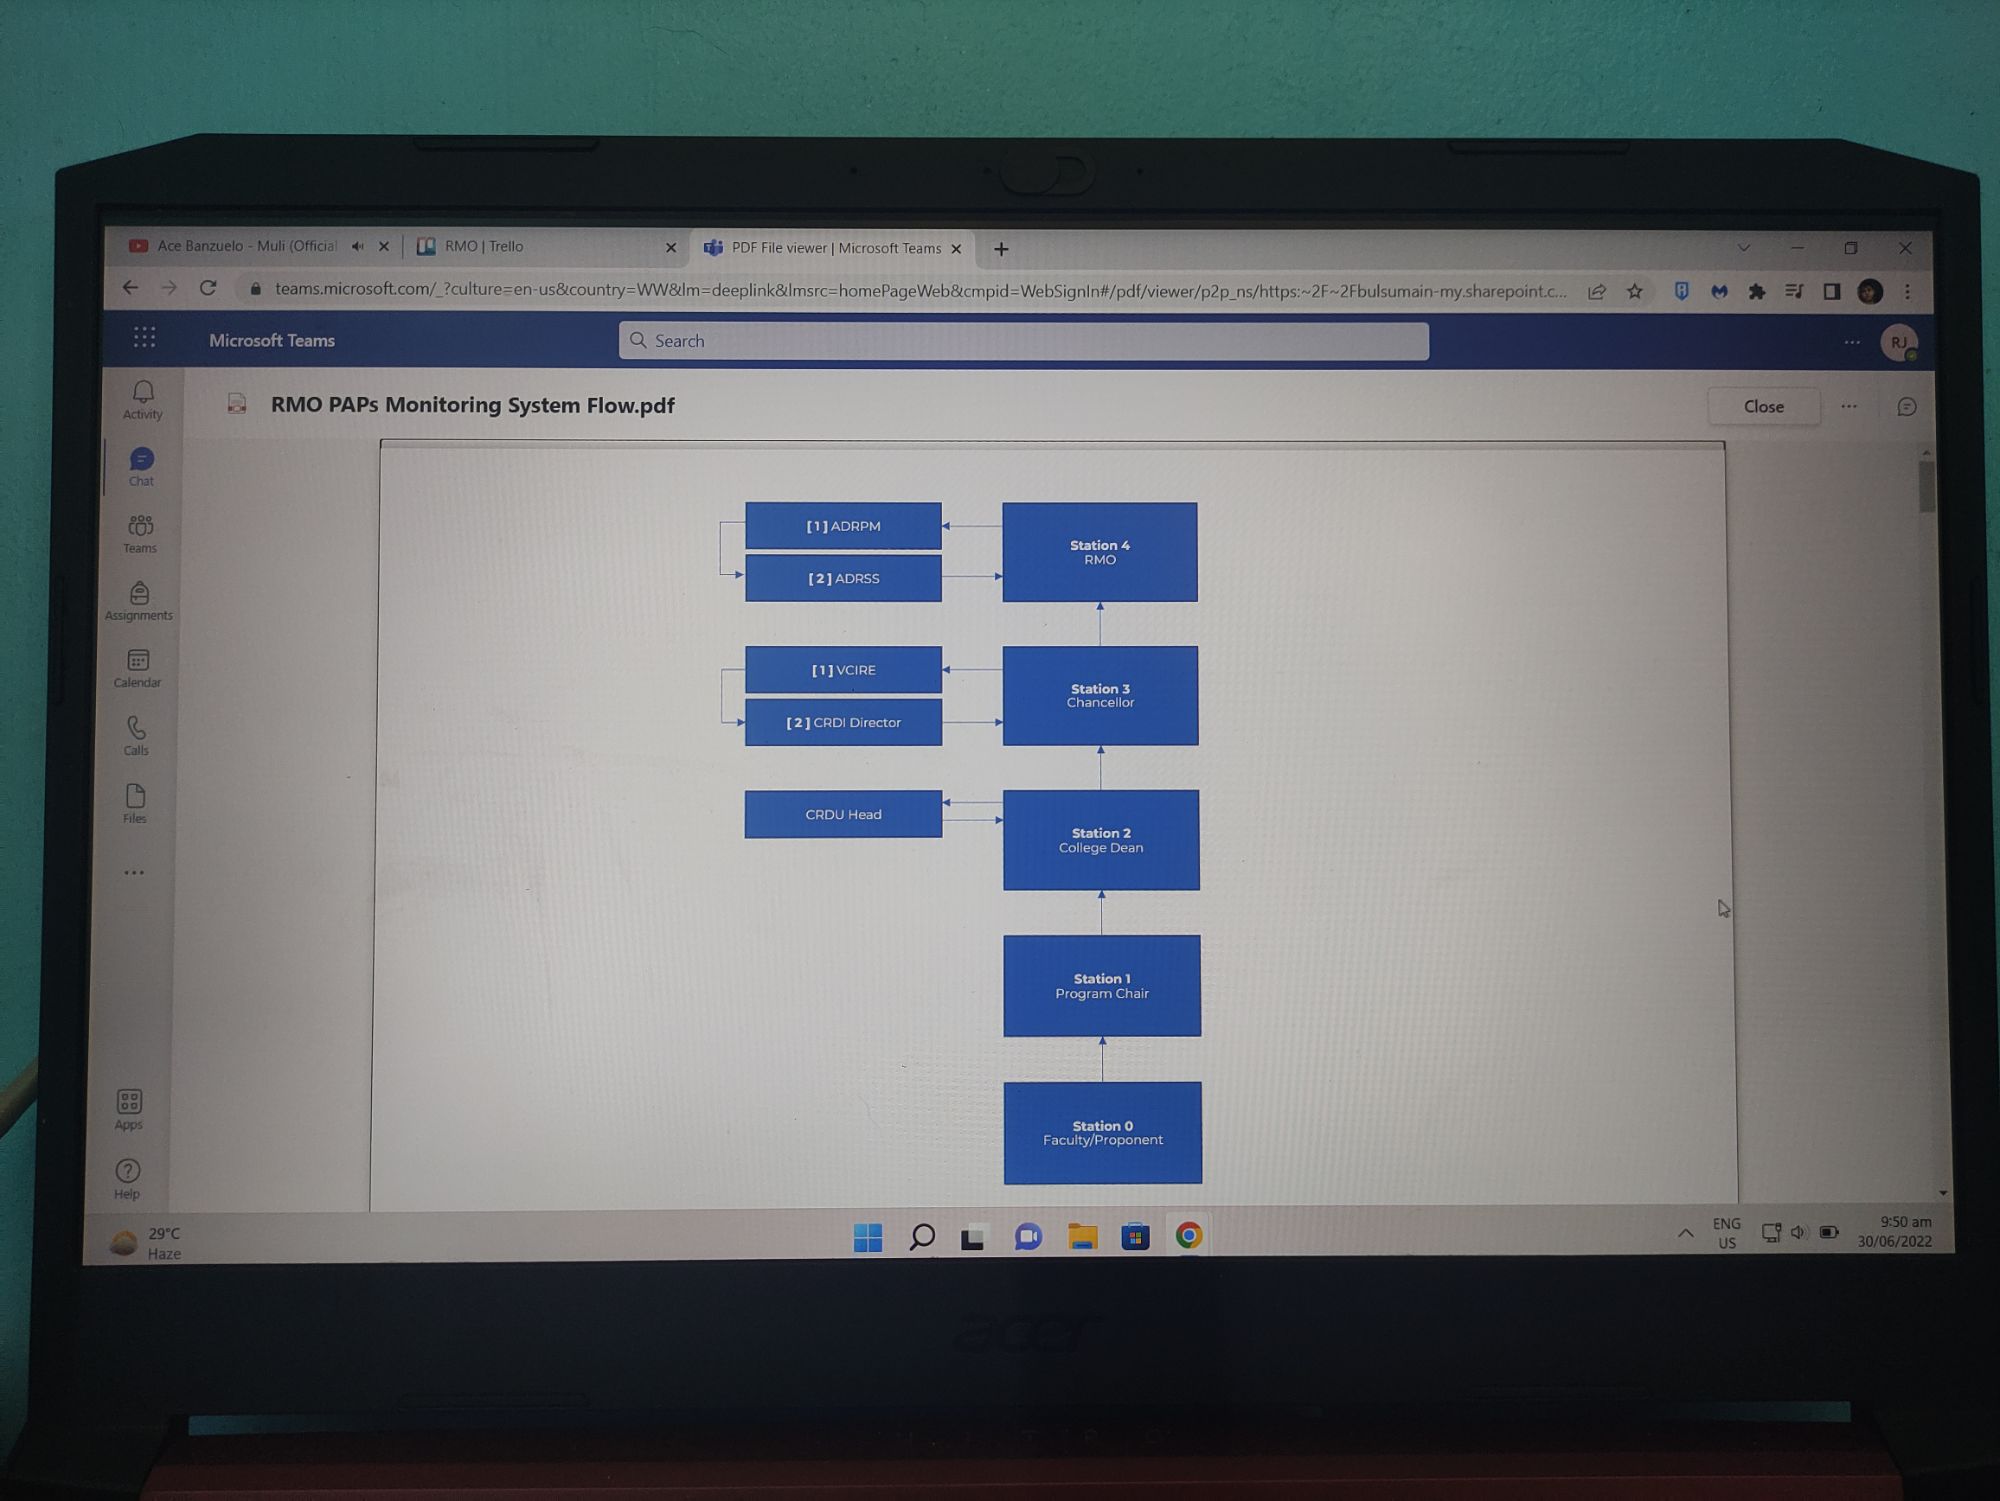 Ace Banzuelo - Muli (Official
RMO | Trello
PDF File viewer | Microsoft Teams
teams.microsoft.com/_?culture=en-us&country=WW&lm=deeplink&lmsrc=homePageWeb&cmpid=WebSignIn#/pdf/viewer/p2p_ns/https:~2F~2Fbulsumain-my.sharepoint.c...
Microsoft Teams
Search
RJ
RMO PAPs Monitoring System Flow.pdf
Close
Activity
Chat
Teams
Assignments
Calendar
Calls
Files
Apps
Help
[1] ADRPM
[2] ADRSS
Station 4
RMO
[1] VCIRE
[2] CRDI Director
Station 3
Chancellor
CRDU Head
Station 2
College Dean
Station 1
Program Chair
Station 0
Faculty/Proponent
29°C
Haze
ENG
US
9:50 am
30/06/2022
acer